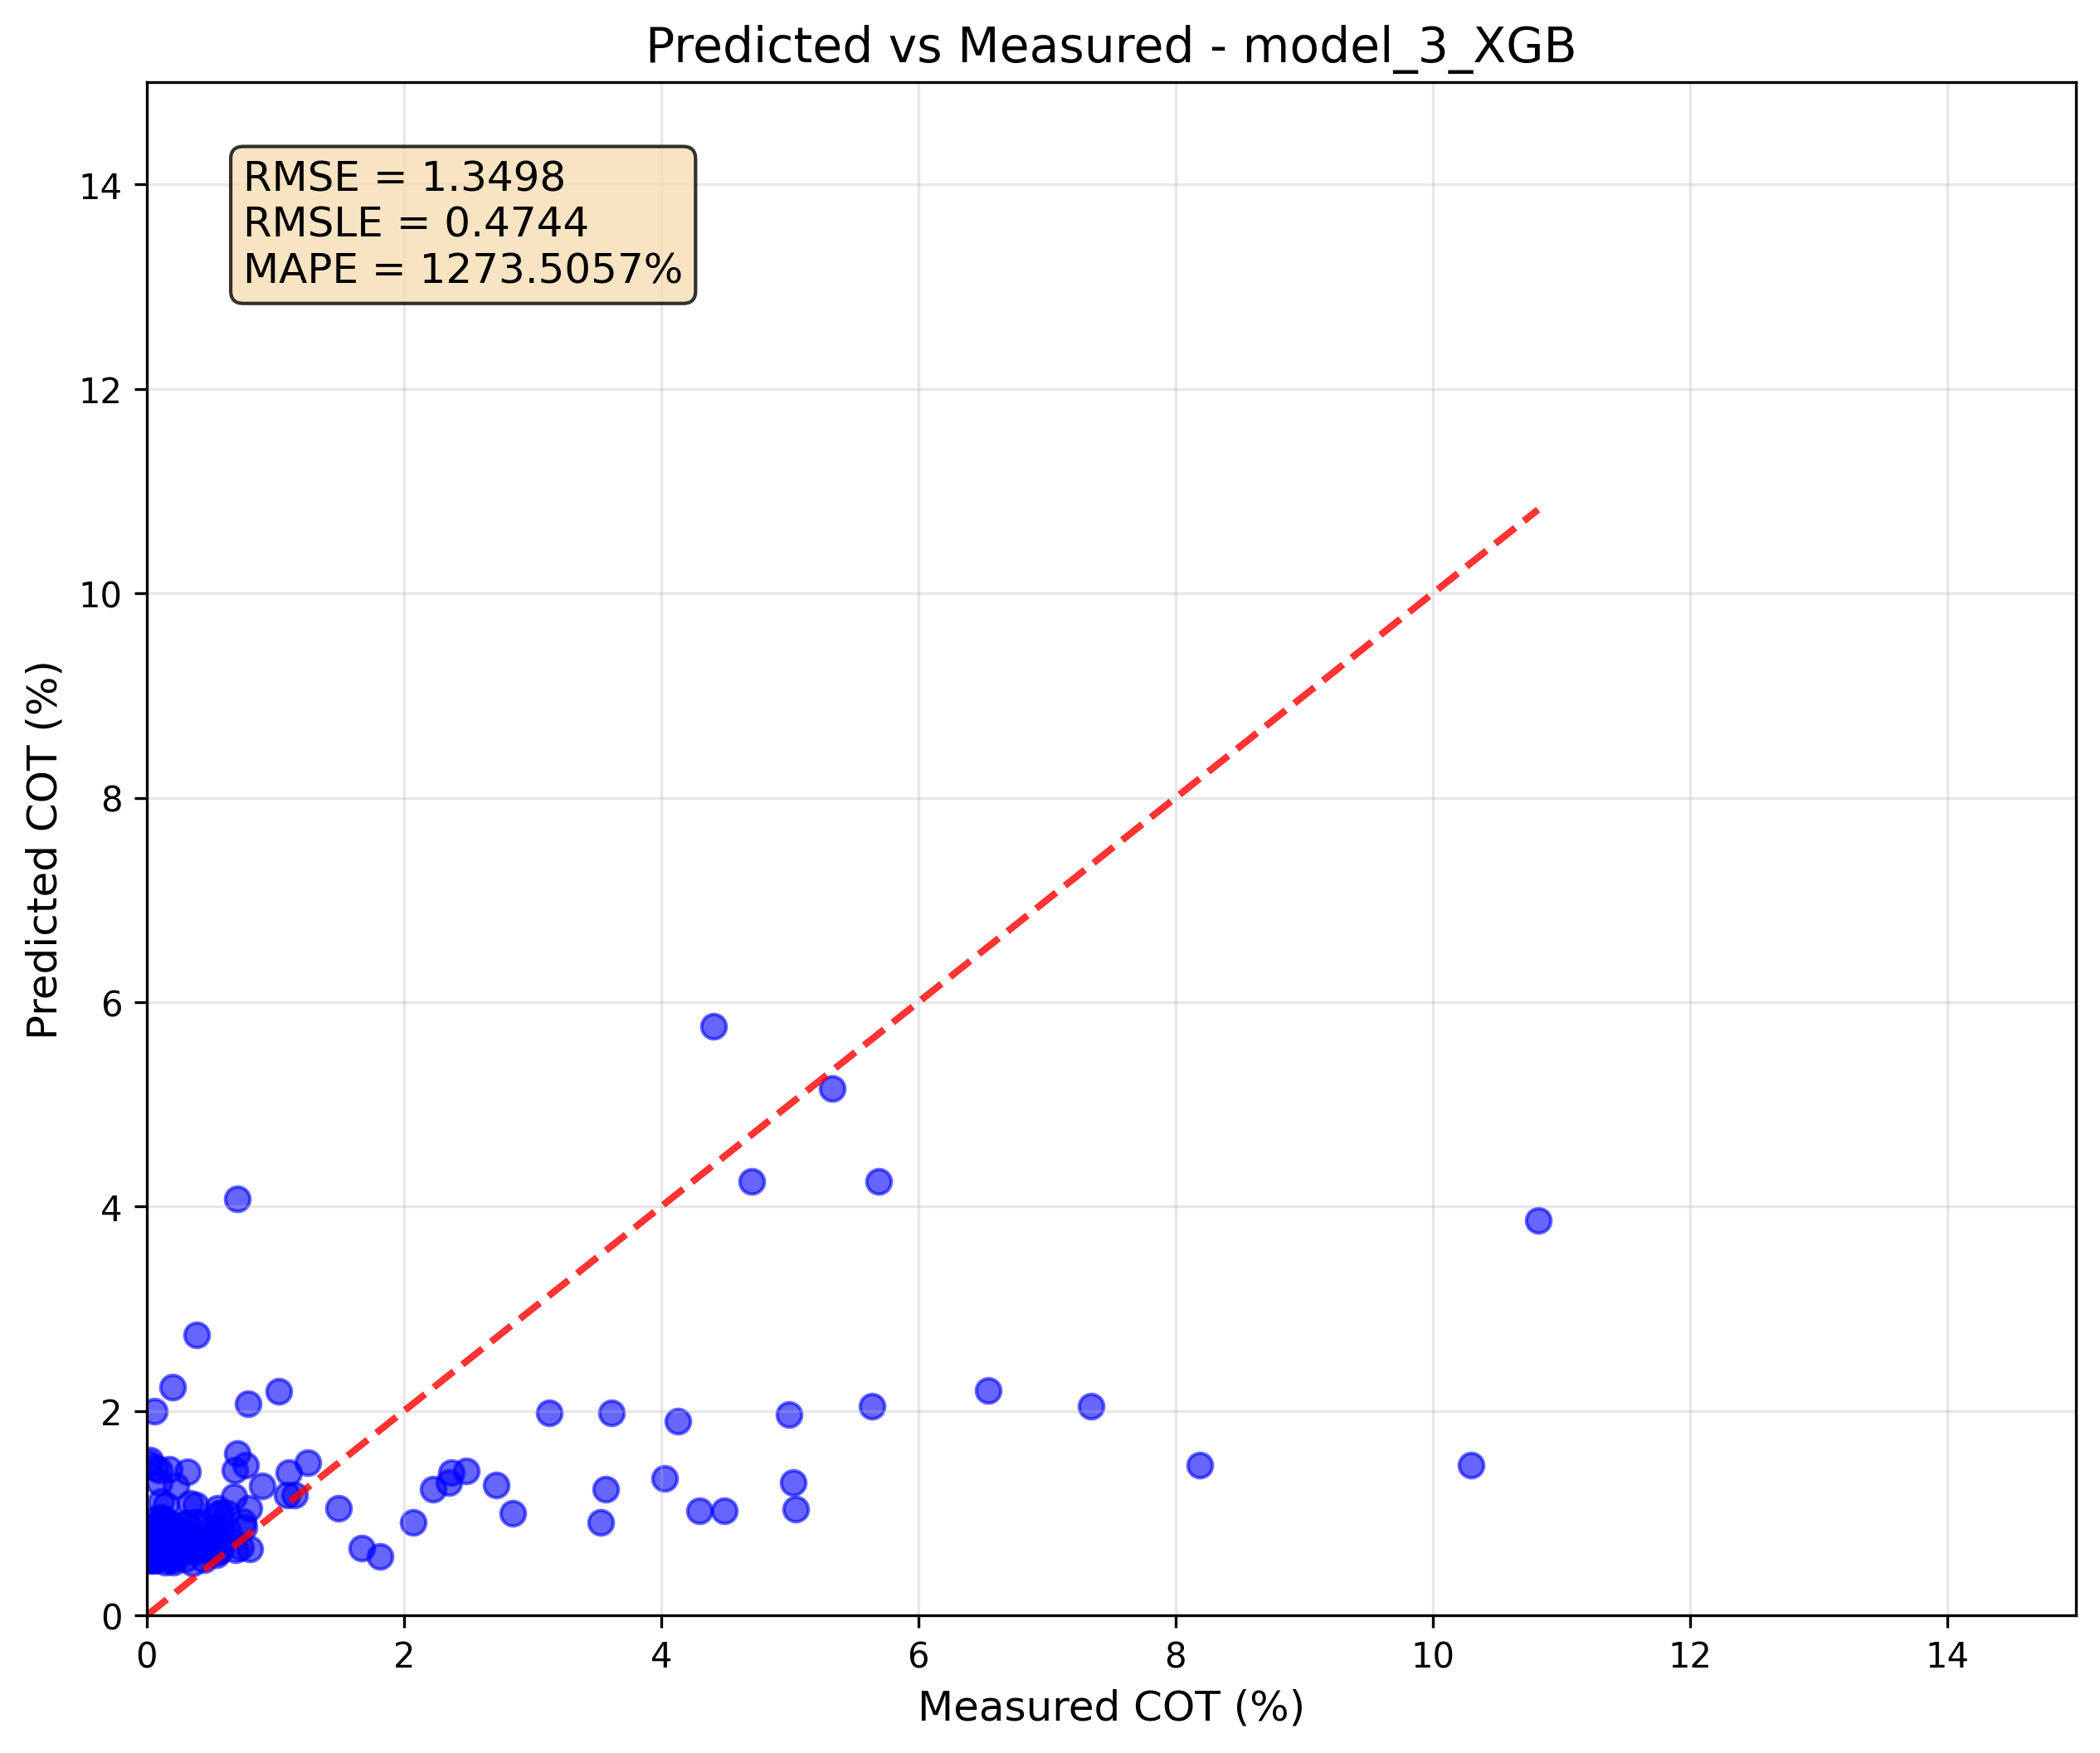 Predicted vs Measured - model_3_XGB
RMSE = 1.3498
RMSLE = 0.4744
MAPE = 1273.5057%
Predicted COT (%)
14
12
10
8
6
4
2
0
0 2 4 6 8 10 12 14
Measured COT (%)